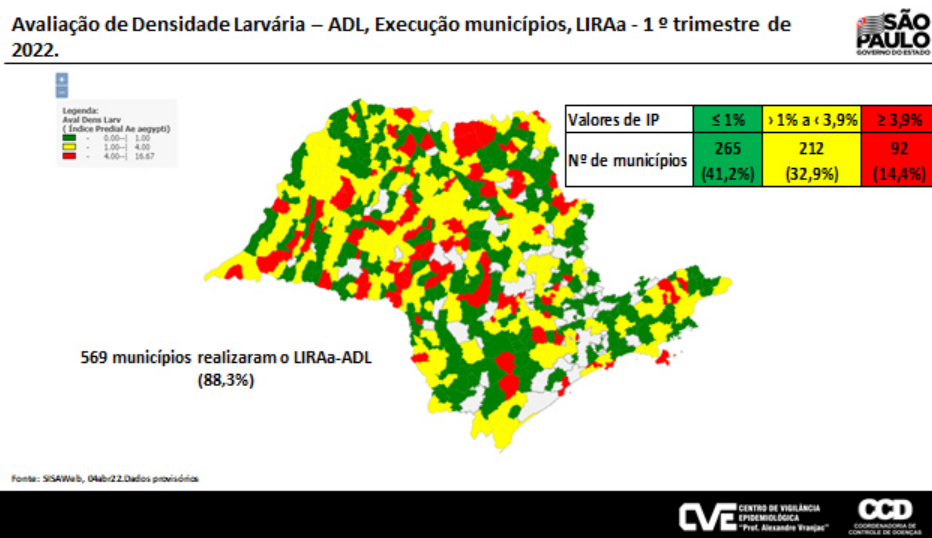 Avaliação de Densidade Larvária – ADL, Execução municípios, LIRAa - 1 º trimestre de
2022.
SÃO
PAULO
GOVERNO DO ESTADO
+
-
Legenda:
Aval Dens Larv
( Índice Predial Ae aegypti)
- 0.00--| 1.00
- 1.00--| 4.00
- 4.00--| 16.67
Valores de IP ≤ 1% › 1% a ‹ 3,9% ≥ 3,9%
Nº de municípios 265 212 92
(41,2%) (32,9%) (14,4%)
569 municípios realizaram o LIRAa-ADL
(88,3%)
Fonte: SISAWeb, 04abr22.Dados provisórios
CVE CENTRO DE VIGILÂNCIA
EPIDEMIOLÓGICA
"Prof. Alexandre Vranjac"
CCD
COORDENADORIA DE
CONTROLE DE DOENÇAS